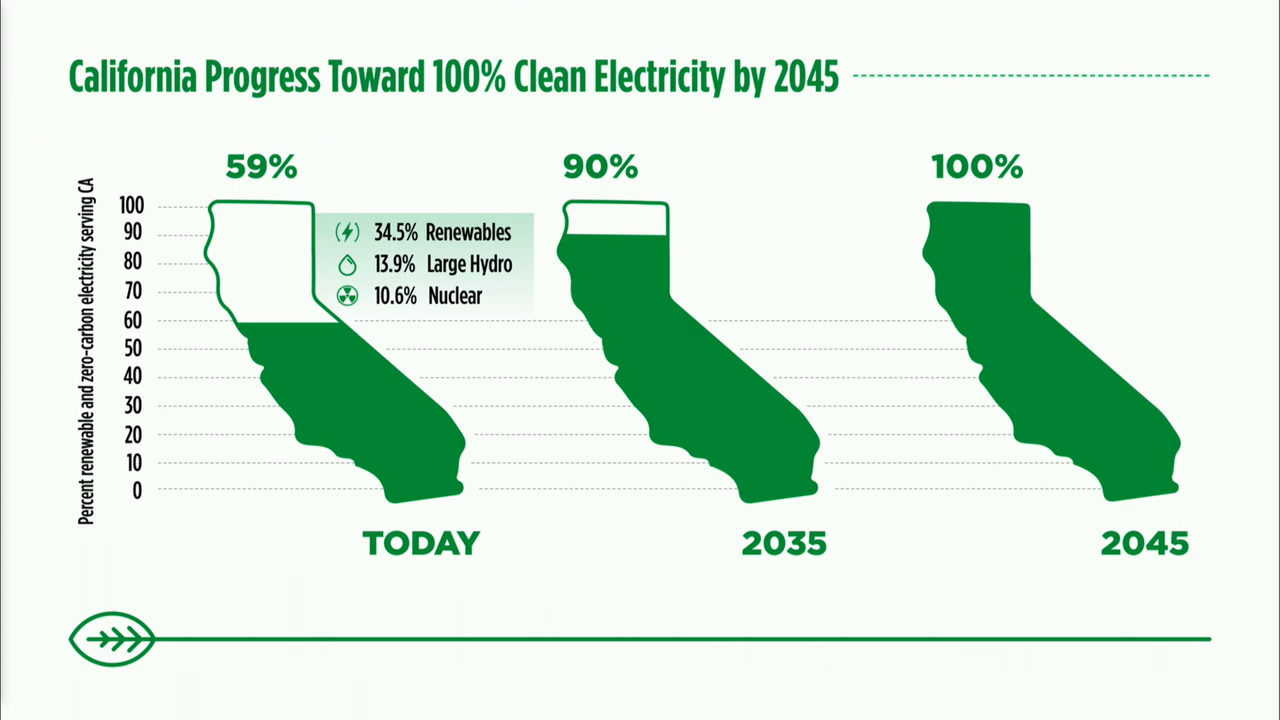 California Progress Toward 100% Clean Electricity by 2045
59%
90%
100%
Percent renewable and zero-carbon electricity serving CA
100
90
80
70
60
50
40
30
20
10
0
34.5% Renewables
13.9% Large Hydro
10.6% Nuclear
TODAY
2035
2045